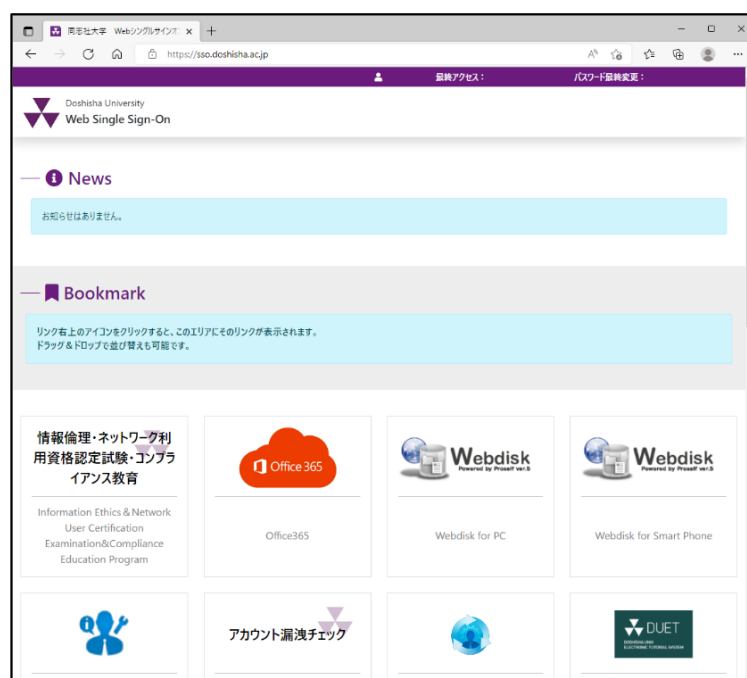 同志社大学 Webシングルサインオ
https://sso.doshisha.ac.jp
最終アクセス： パスワード最終変更：
Doshisha University
Web Single Sign-On
News
お知らせはありません。
Bookmark
リンク右上のアイコンをクリックすると、このエリアにそのリンクが表示されます。
ドラッグ＆ドロップで並び替えも可能です。
情報倫理・ネットワーク利
用資格認定試験・コンプラ
イアンス教育
Information Ethics & Network
User Certification
Examination&Compliance
Education Program
Office 365
Office365
Webdisk
Powered by Proself ver.5
Webdisk for PC
Webdisk
Powered by Proself ver.5
Webdisk for Smart Phone
アカウント漏洩チェック
DUET
DOSHISHA UNIV.
ELECTRONIC TUTORIAL SYSTEM